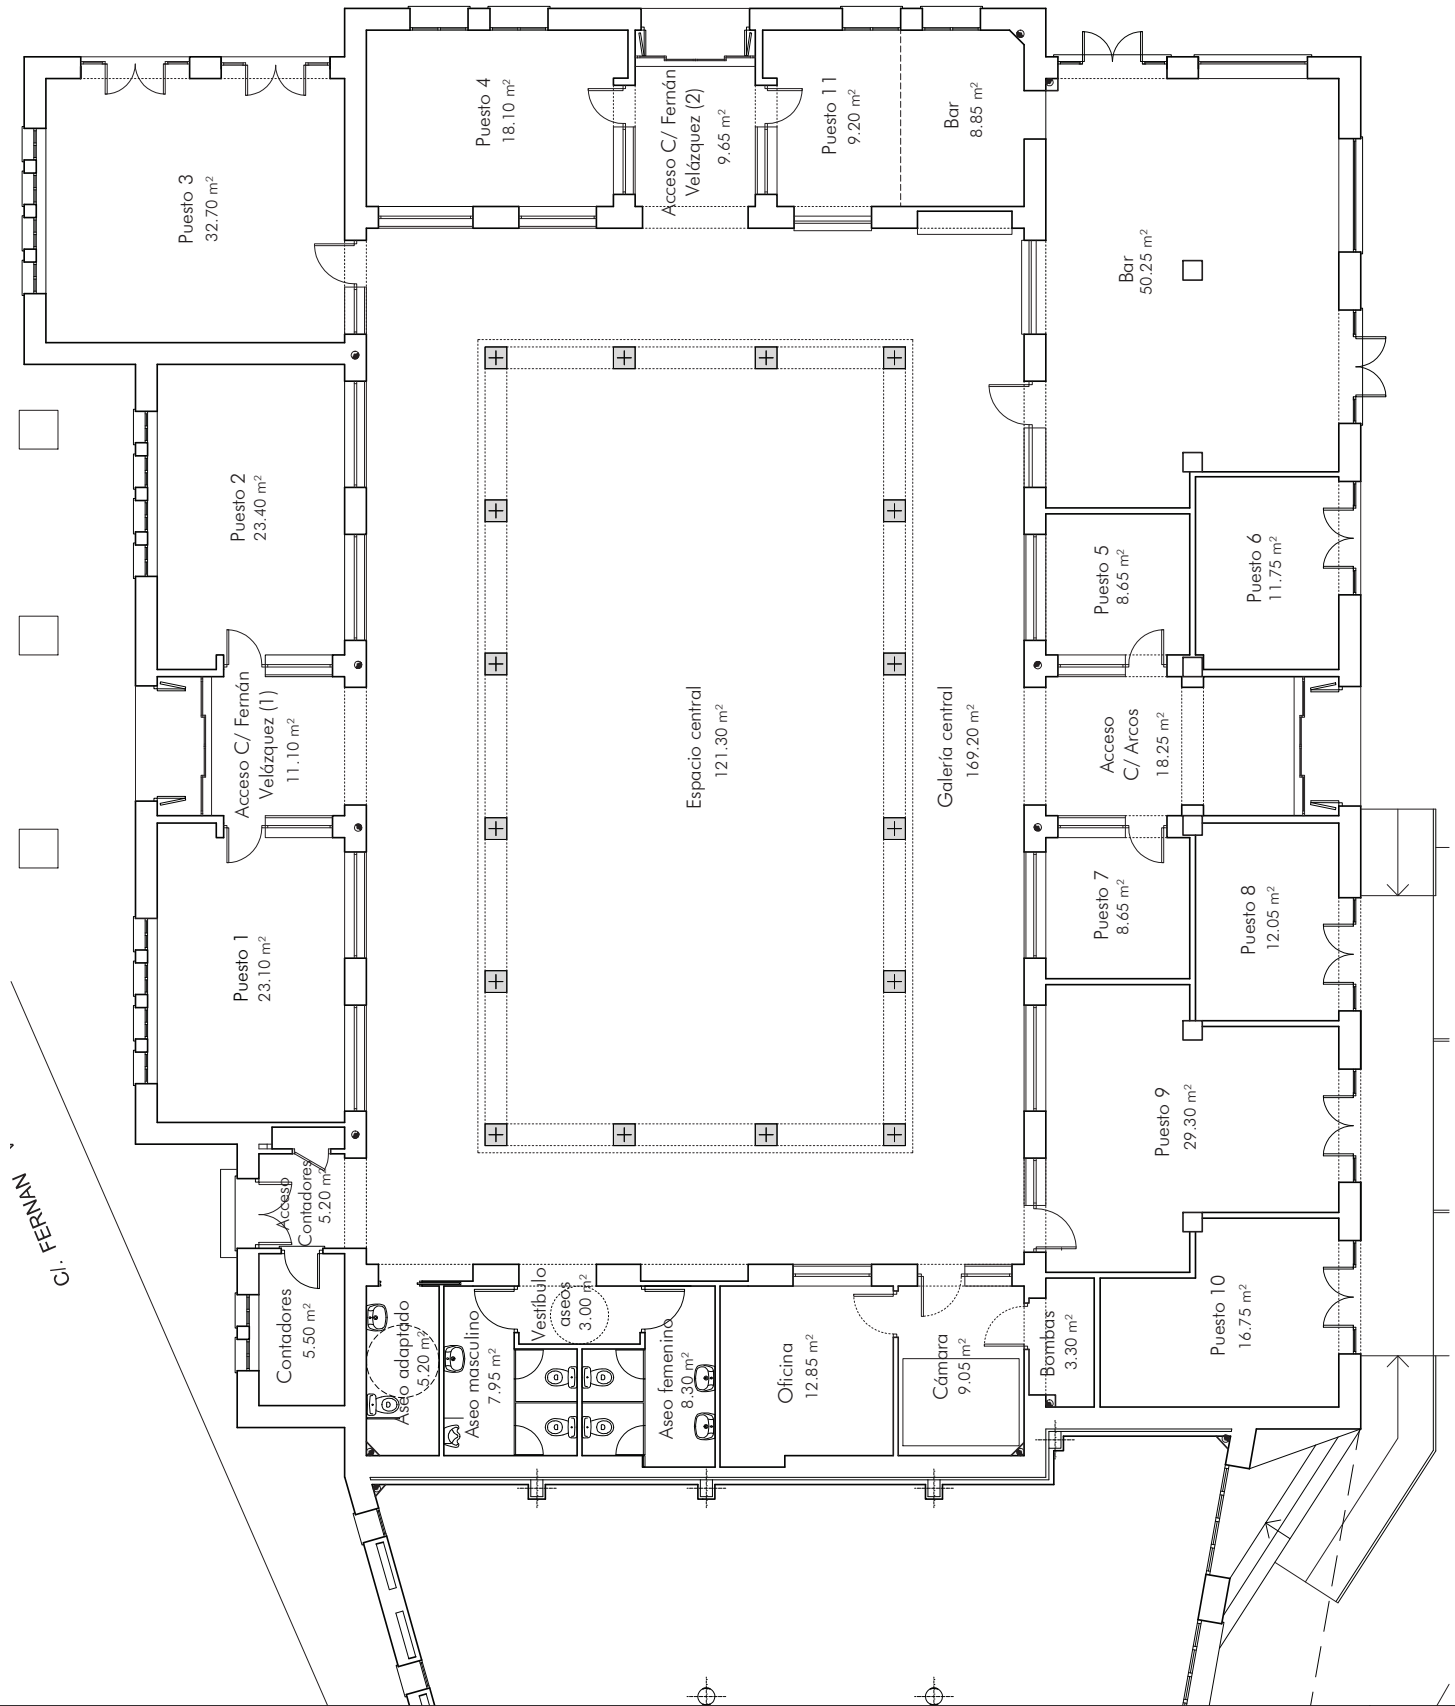 Puesto 3
32.70 m²
Puesto 4
18.10 m²
Acceso C/ Fernán
Velázquez (2)
9.65 m²
Puesto 11
9.20 m²
Bar
8.85 m²
Bar
50.25 m²
Puesto 2
23.40 m²
Puesto 5
8.65 m²
Puesto 6
11.75 m²
Acceso C/ Fernán
Velázquez (1)
11.10 m²
Espacio central
121.30 m²
Galería central
169.20 m²
Acceso
C/ Arcos
18.25 m²
Puesto 1
23.10 m²
Puesto 7
8.65 m²
Puesto 8
12.05 m²
Puesto 9
29.30 m²
Acceso
Contadores
5.20 m²
Contadores
5.50 m²
Aseo adaptado
5.20 m²
Aseo masculino
7.95 m²
Vestíbulo
aseos
3.00 m²
Aseo femenino
8.30 m²
Oficina
12.85 m²
Cámara
9.05 m²
Bombas
3.30 m²
Puesto 10
16.75 m²
Cl. FERNAN